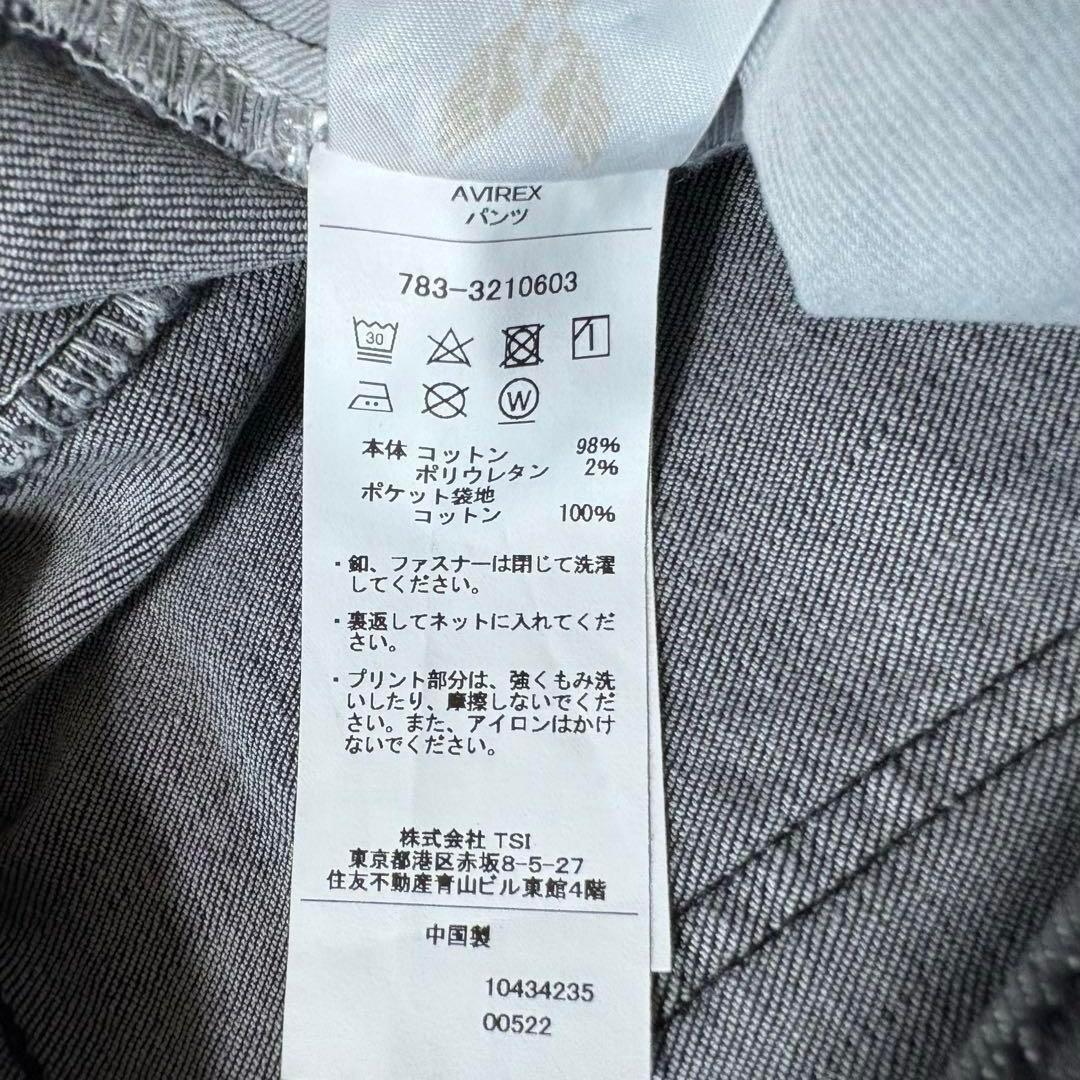 AVIREX
パンツ
783-3210603
30
W
本体 コットン 98%
ポリウレタン 2%
ポケット袋地
コットン 100%
・釦、ファスナーは閉じて洗濯
してください。
・裏返してネットに入れてくだ
さい。
・プリント部分は、強くもみ洗
いしたり、摩擦しないでくだ
さい。また、アイロンはかけ
ないでください。
株式会社 TSI
東京都港区赤坂8-5-27
住友不動産青山ビル東館4階
中国製
10434235
00522